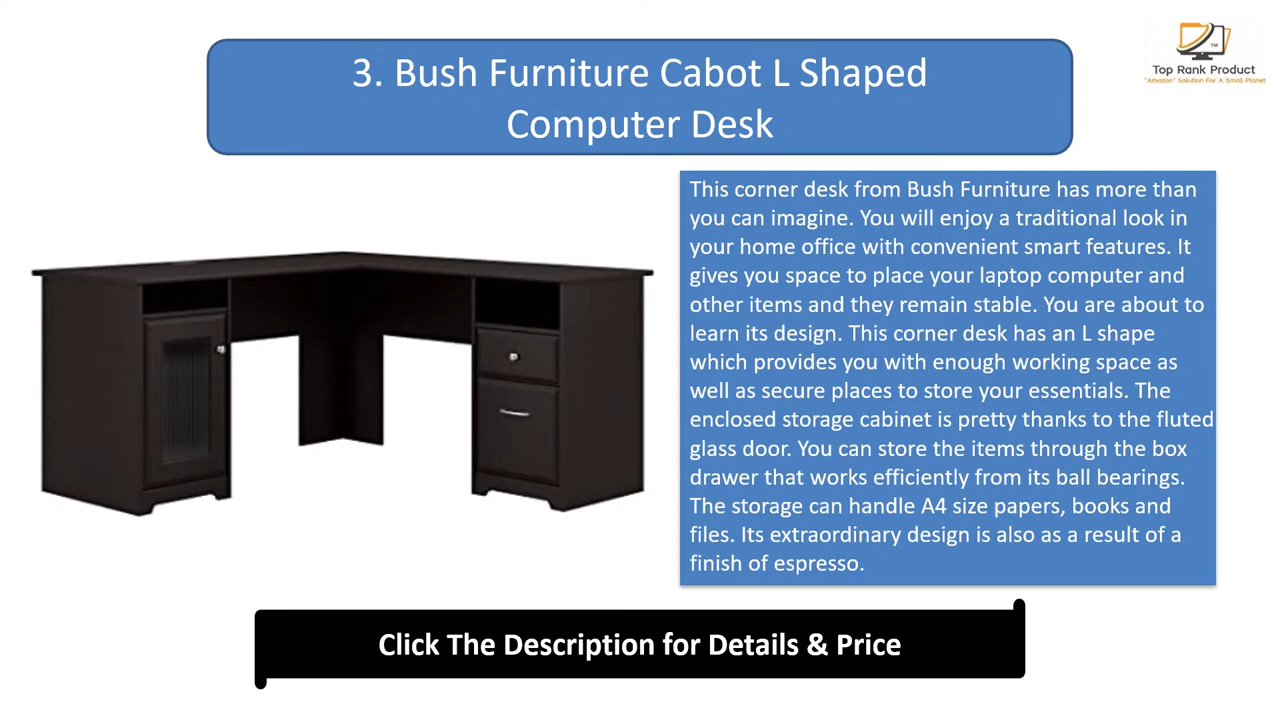 3. Bush Furniture Cabot L Shaped
Computer Desk
TM
Top Rank Product
"Amazon" Solution For A Small Planet
This corner desk from Bush Furniture has more than
you can imagine. You will enjoy a traditional look in
your home office with convenient smart features. It
gives you space to place your laptop computer and
other items and they remain stable. You are about to
learn its design. This corner desk has an L shape
which provides you with enough working space as
well as secure places to store your essentials. The
enclosed storage cabinet is pretty thanks to the fluted
glass door. You can store the items through the box
drawer that works efficiently from its ball bearings.
The storage can handle A4 size papers, books and
files. Its extraordinary design is also as a result of a
finish of espresso.
Click The Description for Details & Price